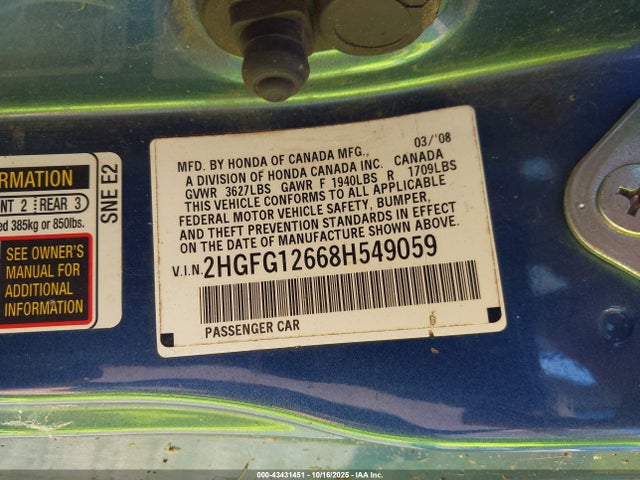 RMATION
NT 2 REAR 3
ed 385kg or 850lbs.
SEE OWNER'S
MANUAL FOR
ADDITIONAL
INFORMATION
SNE E2
MFD. BY HONDA OF CANADA MFG., 03/'08
A DIVISION OF HONDA CANADA INC. CANADA
GVWR 3627LBS GAWR F 1940LBS R 1709LBS
THIS VEHICLE CONFORMS TO ALL APPLICABLE
FEDERAL MOTOR VEHICLE SAFETY, BUMPER,
AND THEFT PREVENTION STANDARDS IN EFFECT
ON THE DATE OF MANUFACTURE SHOWN ABOVE.
V.I.N. 2HGFG12668H549059
PASSENGER CAR
000-43431451 - 10/16/2025 - IAA Inc.